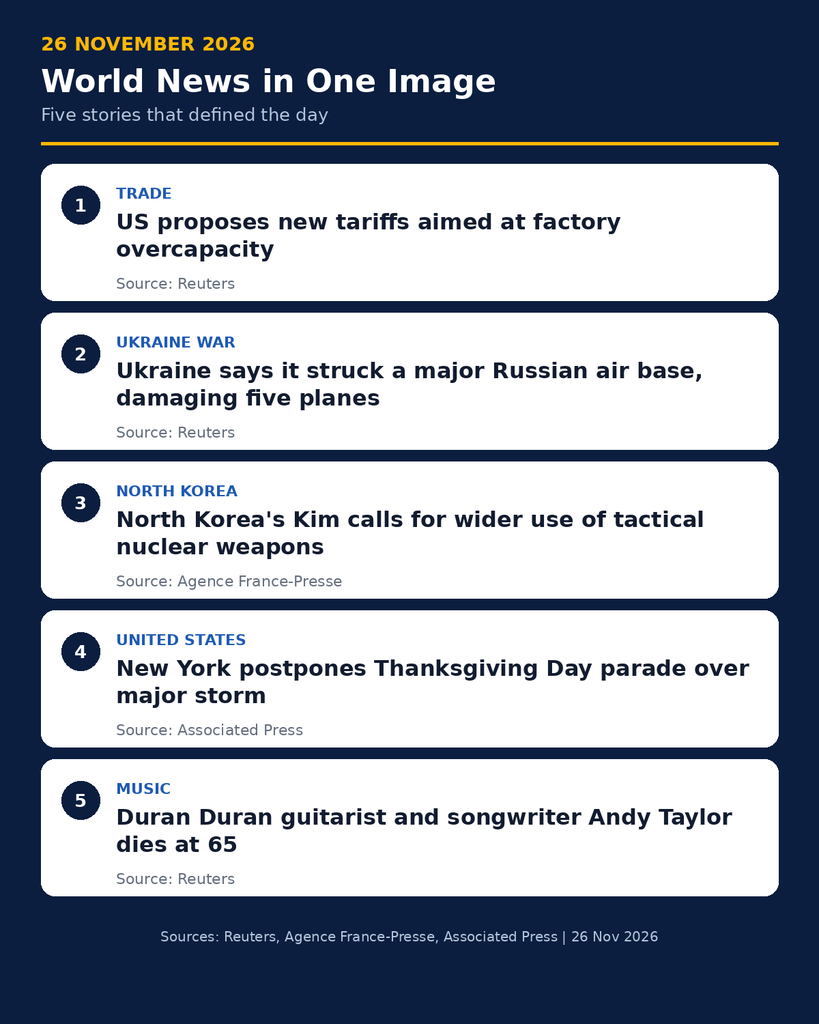 26 NOVEMBER 2026
World News in One Image
Five stories that defined the day
1
TRADE
US proposes new tariffs aimed at factory
overcapacity
Source: Reuters
2
UKRAINE WAR
Ukraine says it struck a major Russian air base,
damaging five planes
Source: Reuters
3
NORTH KOREA
North Korea's Kim calls for wider use of tactical
nuclear weapons
Source: Agence France-Presse
4
UNITED STATES
New York postpones Thanksgiving Day parade over
major storm
Source: Associated Press
5
MUSIC
Duran Duran guitarist and songwriter Andy Taylor
dies at 65
Source: Reuters
Sources: Reuters, Agence France-Presse, Associated Press | 26 Nov 2026